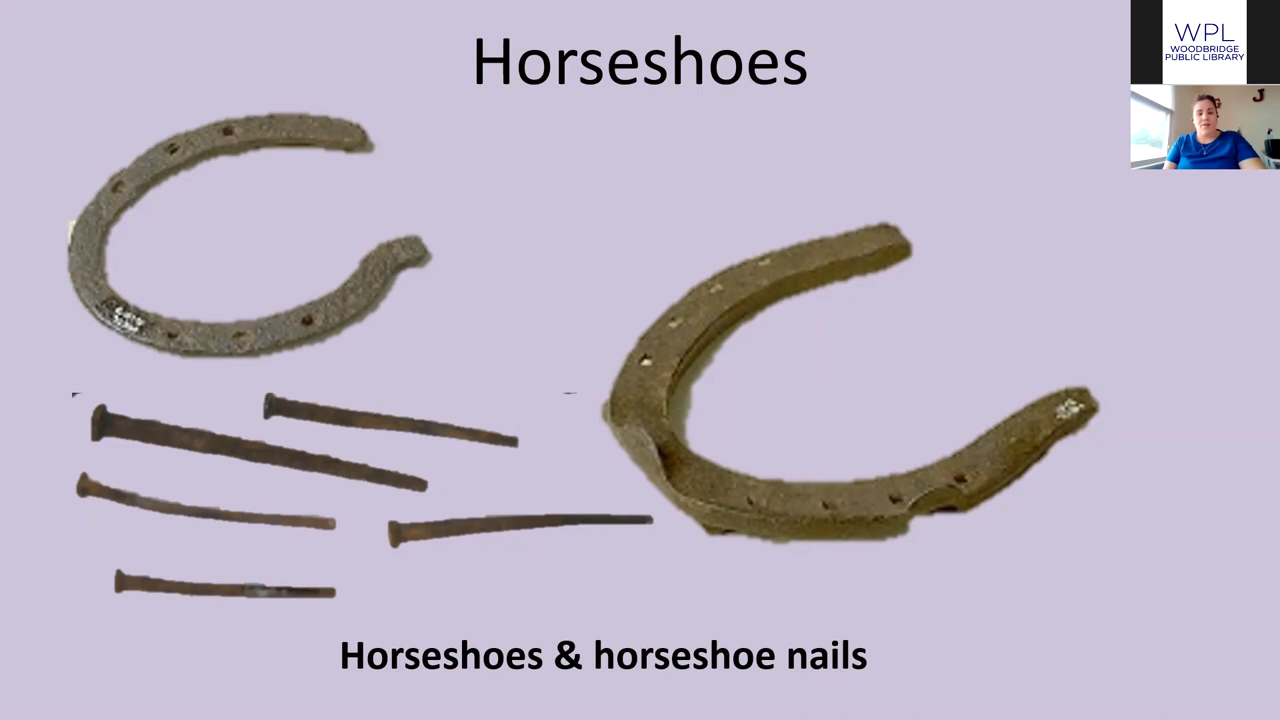 Horseshoes
WPL
WOODBRIDGE
PUBLIC LIBRARY
J
Horseshoes & horseshoe nails